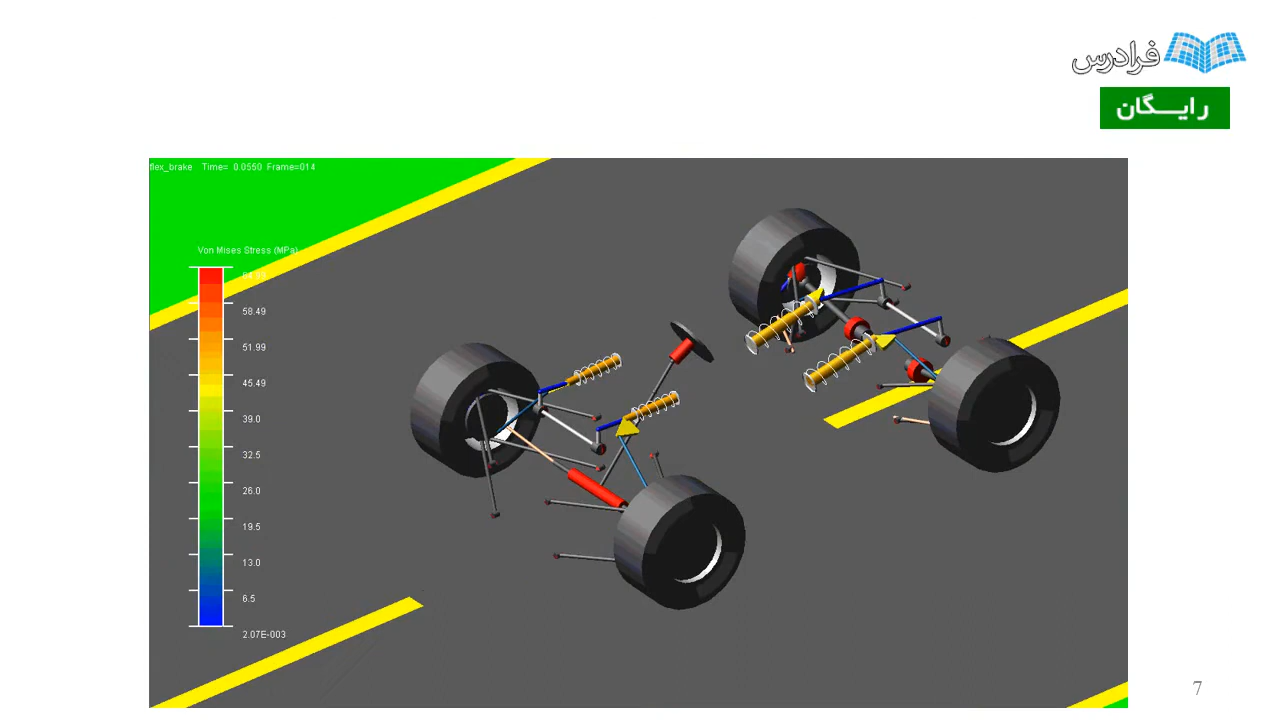 فرادرس
رایگان
flex_brake Time= 0.0550 Frame=014
Von Mises Stress (MPa)
58.49
51.99
45.49
39.0
32.5
26.0
19.5
13.0
6.5
2.07E-003
7